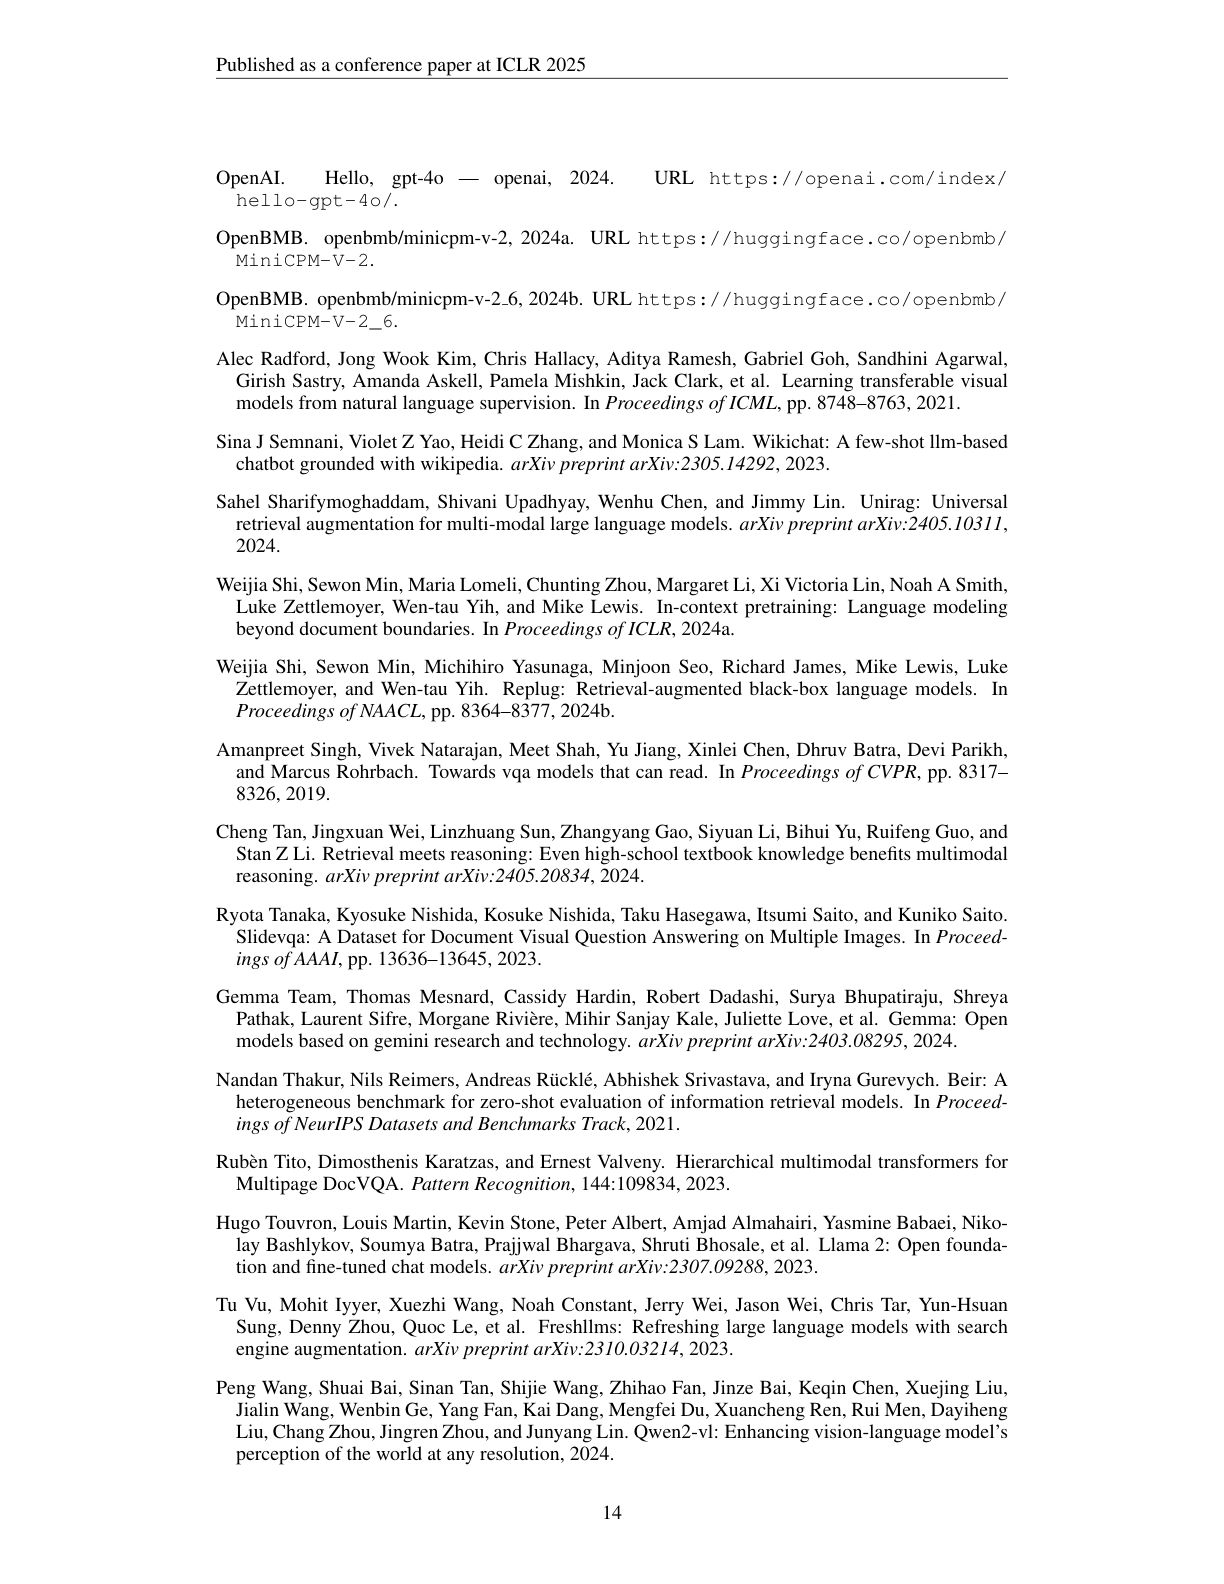 Published as a conference paper at ICLR 2025
OpenAI. Hello, gpt-4o — openai, 2024. URL https://openai.com/index/
hello-gpt-4o/.
OpenBMB. openbmb/minicpm-v-2, 2024a. URL https://huggingface.co/openbmb/
MiniCPM-V-2.
OpenBMB. openbmb/minicpm-v-2_6, 2024b. URL https://huggingface.co/openbmb/
MiniCPM-V-2_6.
Alec Radford, Jong Wook Kim, Chris Hallacy, Aditya Ramesh, Gabriel Goh, Sandhini Agarwal,
Girish Sastry, Amanda Askell, Pamela Mishkin, Jack Clark, et al. Learning transferable visual
models from natural language supervision. In Proceedings of ICML, pp. 8748–8763, 2021.
Sina J Semnani, Violet Z Yao, Heidi C Zhang, and Monica S Lam. Wikichat: A few-shot llm-based
chatbot grounded with wikipedia. arXiv preprint arXiv:2305.14292, 2023.
Sahel Sharifymoghaddam, Shivani Upadhyay, Wenhu Chen, and Jimmy Lin. Unirag: Universal
retrieval augmentation for multi-modal large language models. arXiv preprint arXiv:2405.10311,
2024.
Weijia Shi, Sewon Min, Maria Lomeli, Chunting Zhou, Margaret Li, Xi Victoria Lin, Noah A Smith,
Luke Zettlemoyer, Wen-tau Yih, and Mike Lewis. In-context pretraining: Language modeling
beyond document boundaries. In Proceedings of ICLR, 2024a.
Weijia Shi, Sewon Min, Michihiro Yasunaga, Minjoon Seo, Richard James, Mike Lewis, Luke
Zettlemoyer, and Wen-tau Yih. Replug: Retrieval-augmented black-box language models. In
Proceedings of NAACL, pp. 8364–8377, 2024b.
Amanpreet Singh, Vivek Natarajan, Meet Shah, Yu Jiang, Xinlei Chen, Dhruv Batra, Devi Parikh,
and Marcus Rohrbach. Towards vqa models that can read. In Proceedings of CVPR, pp. 8317–
8326, 2019.
Cheng Tan, Jingxuan Wei, Linzhuang Sun, Zhangyang Gao, Siyuan Li, Bihui Yu, Ruifeng Guo, and
Stan Z Li. Retrieval meets reasoning: Even high-school textbook knowledge benefits multimodal
reasoning. arXiv preprint arXiv:2405.20834, 2024.
Ryota Tanaka, Kyosuke Nishida, Kosuke Nishida, Taku Hasegawa, Itsumi Saito, and Kuniko Saito.
Slidevqa: A Dataset for Document Visual Question Answering on Multiple Images. In Proceed-
ings of AAAI, pp. 13636–13645, 2023.
Gemma Team, Thomas Mesnard, Cassidy Hardin, Robert Dadashi, Surya Bhupatiraju, Shreya
Pathak, Laurent Sifre, Morgane Rivière, Mihir Sanjay Kale, Juliette Love, et al. Gemma: Open
models based on gemini research and technology. arXiv preprint arXiv:2403.08295, 2024.
Nandan Thakur, Nils Reimers, Andreas Rücklé, Abhishek Srivastava, and Iryna Gurevych. Beir: A
heterogeneous benchmark for zero-shot evaluation of information retrieval models. In Proceed-
ings of NeurIPS Datasets and Benchmarks Track, 2021.
Rubèn Tito, Dimosthenis Karatzas, and Ernest Valveny. Hierarchical multimodal transformers for
Multipage DocVQA. Pattern Recognition, 144:109834, 2023.
Hugo Touvron, Louis Martin, Kevin Stone, Peter Albert, Amjad Almahairi, Yasmine Babaei, Niko-
lay Bashlykov, Soumya Batra, Prajjwal Bhargava, Shruti Bhosale, et al. Llama 2: Open founda-
tion and fine-tuned chat models. arXiv preprint arXiv:2307.09288, 2023.
Tu Vu, Mohit Iyyer, Xuezhi Wang, Noah Constant, Jerry Wei, Jason Wei, Chris Tar, Yun-Hsuan
Sung, Denny Zhou, Quoc Le, et al. Freshllms: Refreshing large language models with search
engine augmentation. arXiv preprint arXiv:2310.03214, 2023.
Peng Wang, Shuai Bai, Sinan Tan, Shijie Wang, Zhihao Fan, Jinze Bai, Keqin Chen, Xuejing Liu,
Jialin Wang, Wenbin Ge, Yang Fan, Kai Dang, Mengfei Du, Xuancheng Ren, Rui Men, Dayiheng
Liu, Chang Zhou, Jingren Zhou, and Junyang Lin. Qwen2-vl: Enhancing vision-language model's
perception of the world at any resolution, 2024.
14